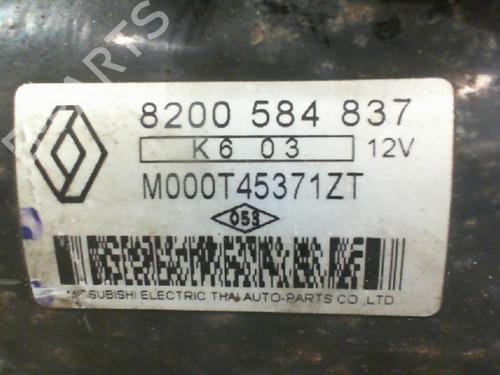 8200 584 837
K6 03 12V
M000T45371ZT
053
SUBISHI ELECTRIC THAI AUTO-PARTS CO.,LTD